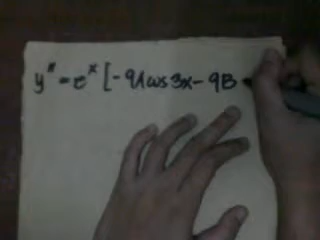 y" = e^x [-9A cos 3x - 9B